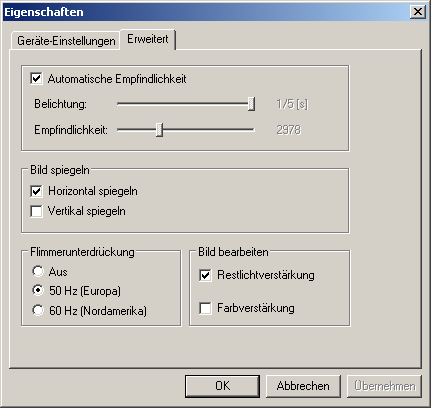 Eigenschaften
Geräte-Einstellungen
Erweitert
Automatische Empfindlichkeit
Belichtung: 1/5 [s]
Empfindlichkeit: 2978
Bild spiegeln
Horizontal spiegeln
Vertikal spiegeln
Flimmerunterdrückung
Aus
50 Hz (Europa)
60 Hz (Nordamerika)
Bild bearbeiten
Restlichtverstärkung
Farbverstärkung
OK
Abbrechen
Übernehmen